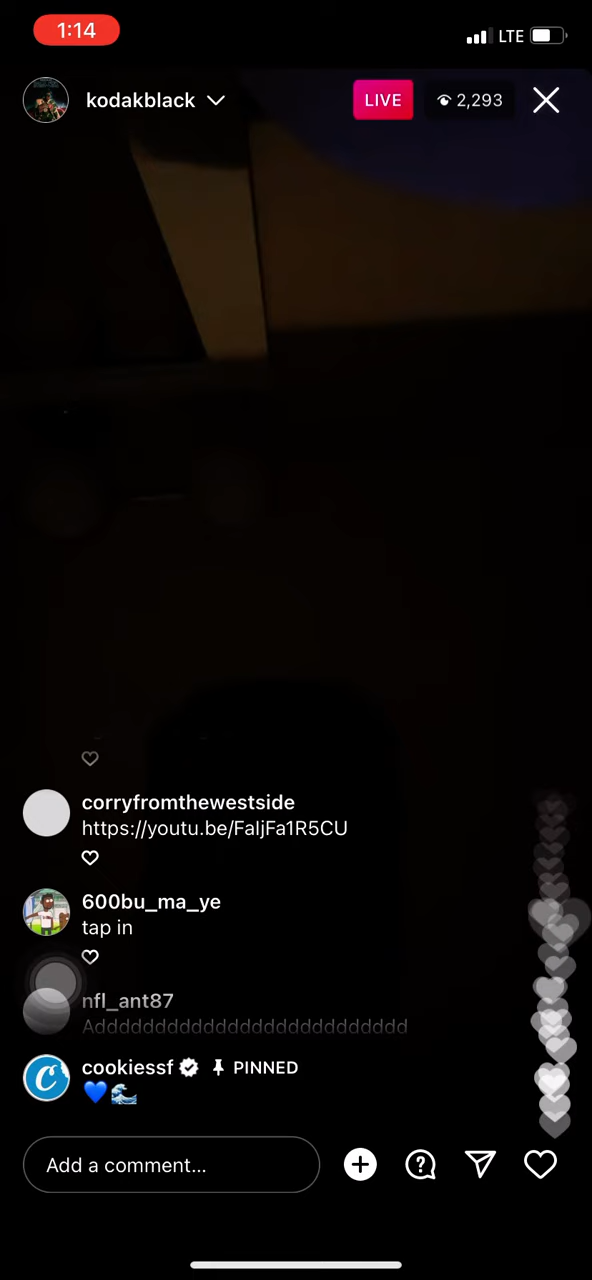 1:14
LTE
kodakblack
LIVE
2,293
corryfromthewestside
https://youtu.be/FaljFa1R5CU
600bu_ma_ye
tap in
nfl_ant87
Addddddddddddddddddddddddddd
cookiessf PINNED
💙🌊
Add a comment...